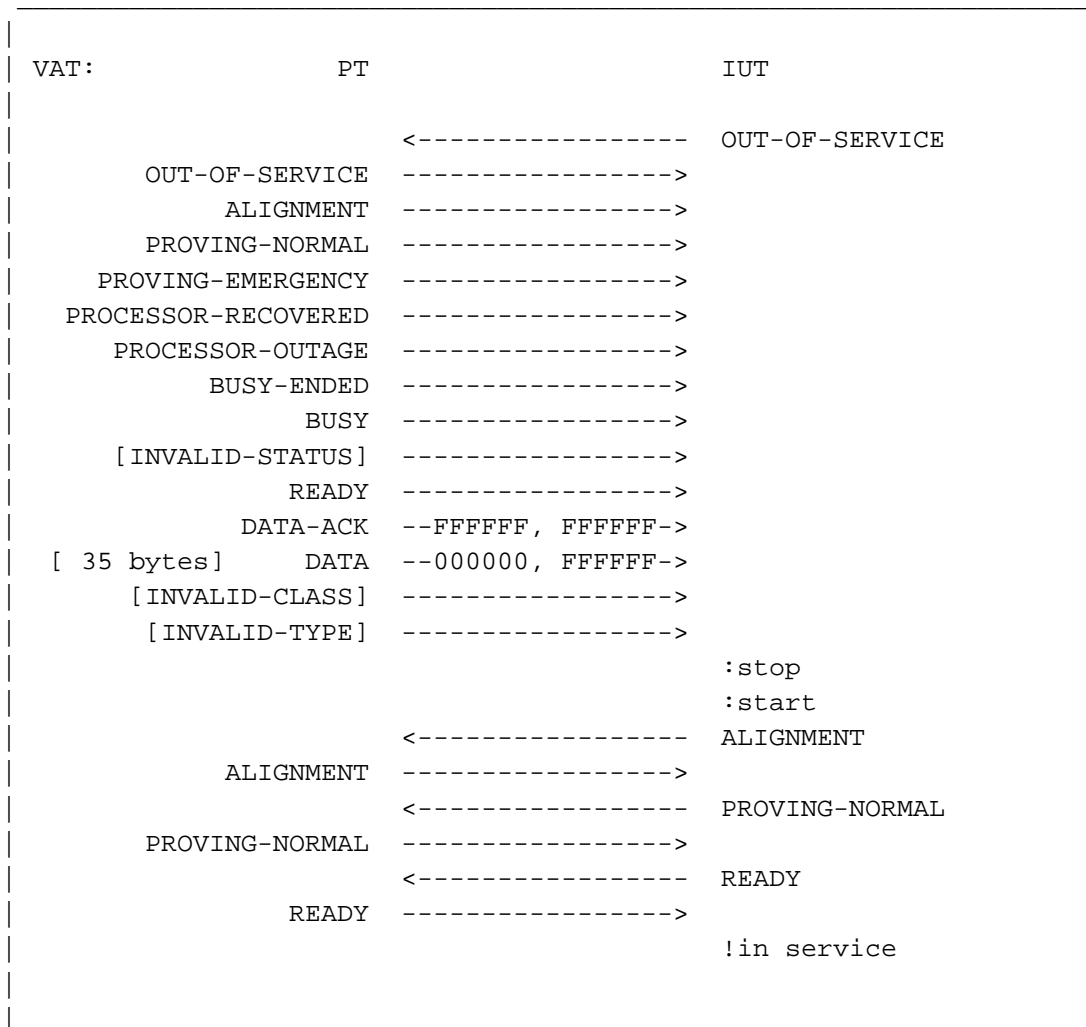 VAT: PT IUT
<----------------- OUT-OF-SERVICE
OUT-OF-SERVICE ----------------->
ALIGNMENT ----------------->
PROVING-NORMAL ----------------->
PROVING-EMERGENCY ----------------->
PROCESSOR-RECOVERED ----------------->
PROCESSOR-OUTAGE ----------------->
BUSY-ENDED ----------------->
BUSY ----------------->
[INVALID-STATUS] ----------------->
READY ----------------->
DATA-ACK --FFFFFF, FFFFFF->
[ 35 bytes] DATA --000000, FFFFFF->
[INVALID-CLASS] ----------------->
[INVALID-TYPE] ----------------->
:stop
:start
<----------------- ALIGNMENT
ALIGNMENT ----------------->
<----------------- PROVING-NORMAL
PROVING-NORMAL ----------------->
<----------------- READY
READY ----------------->
!in service